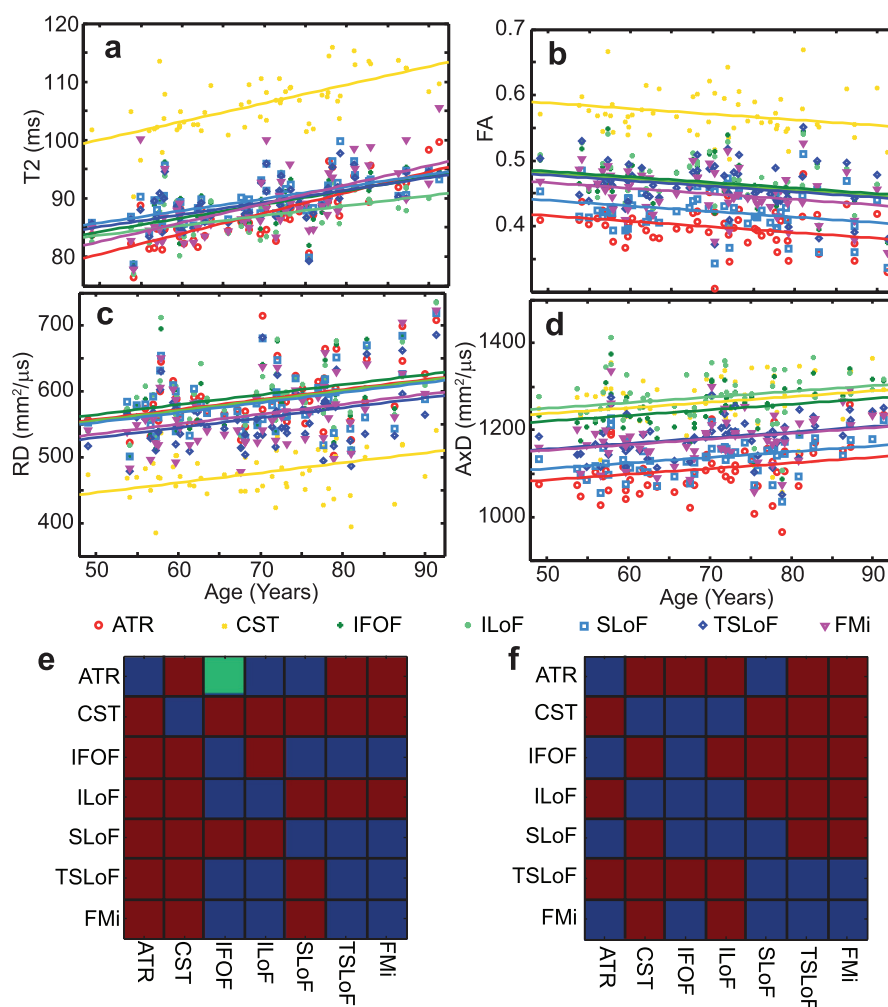 a
b
T2 (ms)
120
110
100
90
80
FA
0.6
0.5
0.4
c
d
RD (mm²/µs)
700
600
500
400
AxD (mm²/µs)
1400
1200
1000
50 60 70 80 90
50 60 70 80 90
Age (Years)
Age (Years)
ATR CST IFOF ILoF SLoF TSLoF FMi
e
f
ATR
CST
IFOF
ILoF
SLoF
TSLoF
FMi
ATR CST IFOF ILoF SLoF TSLoF FMi
ATR
CST
IFOF
ILoF
SLoF
TSLoF
FMi
ATR CST IFOF ILoF SLoF TSLoF FMi